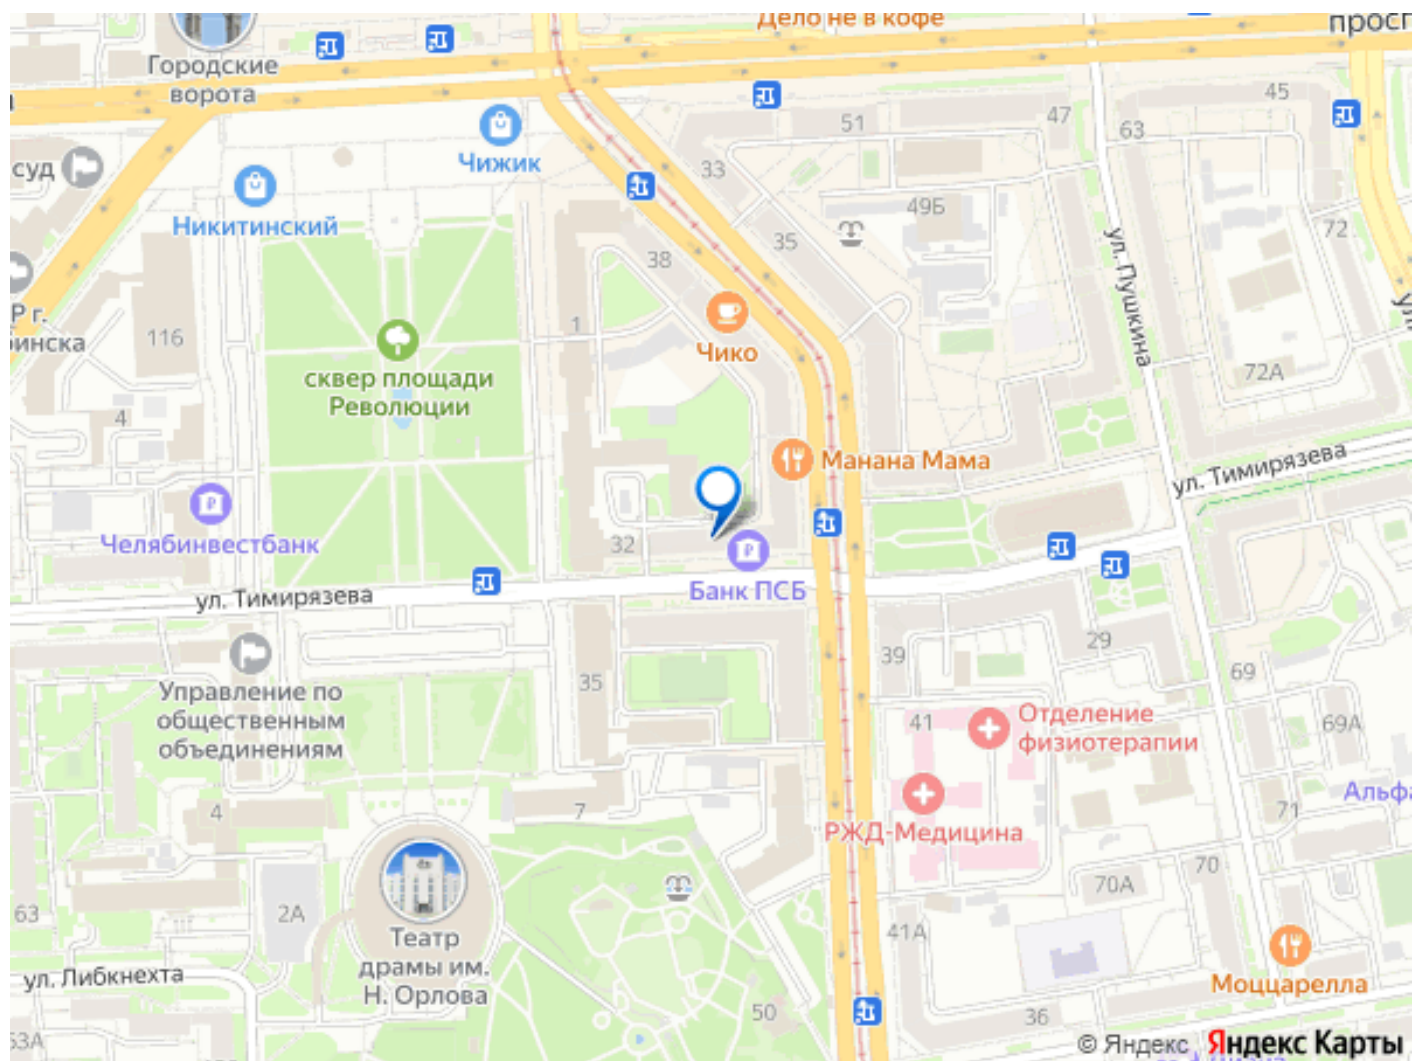 Дело не в кофе
просп
Городские
ворота
Чижик
суд
Никитинский
51
47
63
45
33
49Б
35
38
72
ул. Пушкина
Р г.
инска
116
1
Чико
сквер площади
Революции
72А
4
Манана Мама
ул. Тимирязева
Челябинвестбанк
32
Банк ПСБ
ул. Тимирязева
29
39
69
35
Управление по
общественным
объединениям
41
Отделение
физиотерапии
69А
Альфа
4
7
71
РЖД-Медицина
70
70А
63
2А
Театр
драмы им.
Н. Орлова
41А
ул. Либкнехта
Моццарелла
50
36
53А
© Яндекс Яндекс Карты